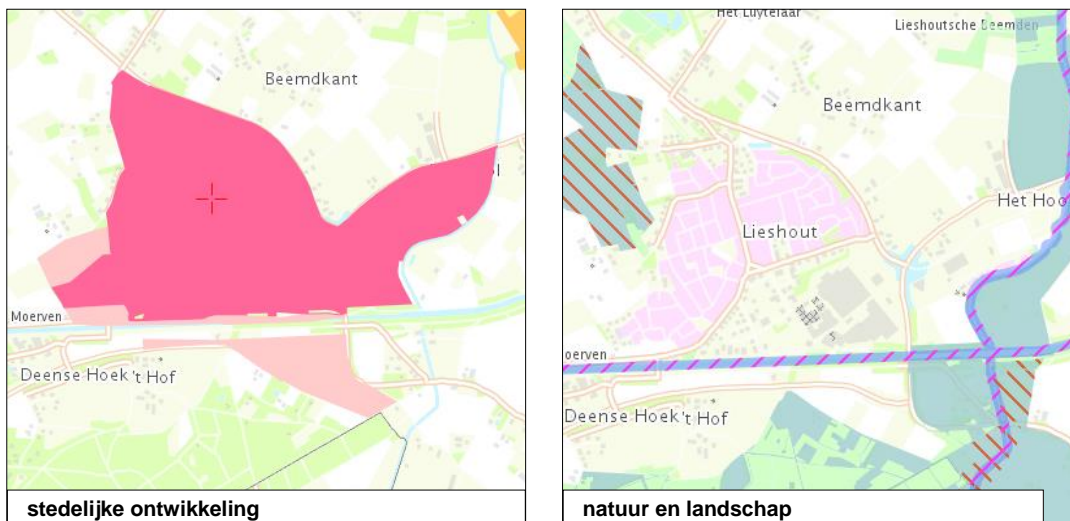 Beemdkant
Moerven
Deense Hoek 't Hof
stedelijke ontwikkeling
Het Luytelaar
Lieshoutsche Beemden
Beemdkant
Het Hoo
Lieshout
oerven
Deense Hoek 't Hof
natuur en landschap